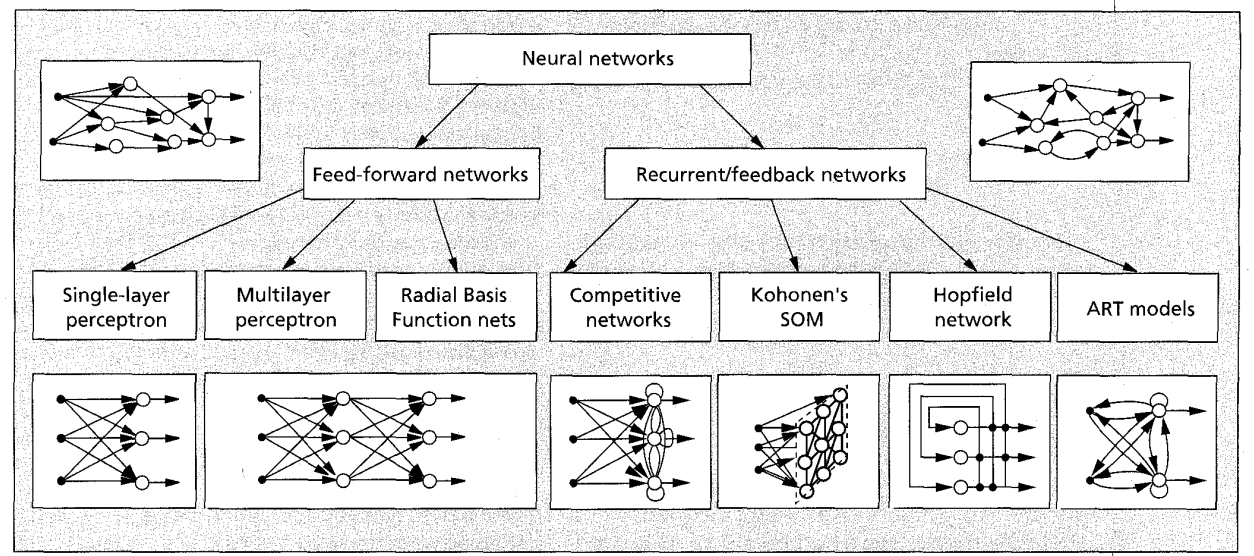 Neural networks
Feed-forward networks
Recurrent/feedback networks
Single-layer
perceptron
Multilayer
perceptron
Radial Basis
Function nets
Competitive
networks
Kohonen's
SOM
Hopfield
network
ART models